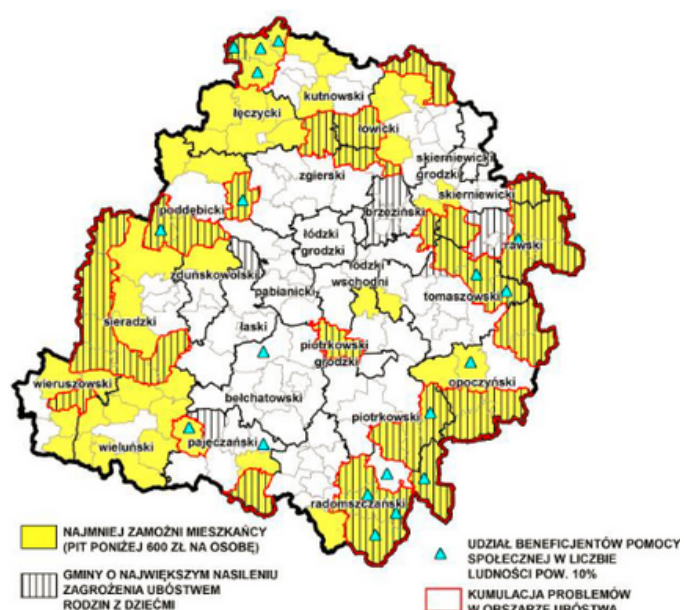 kutnowski
łęczycki
łowicki
skierniewicki
grodzki
zgierski
skierniewicki
poddębicki
brzeziński
rawski
łódzki
grodzki
łódzki
wschodni
zduńskowolski
pabianicki
tomaszowski
sieradzki
łaski
piotrkowski
grodzki
wieruszowski
opoczyński
bełchatowski
piotrkowski
wieluński
pajęczański
radomszczański
NAJMNIEJ ZAMOŻNI MIESZKAŃCY
(PIT PONIŻEJ 600 ZŁ NA OSOBĘ)
GMINY O NAJWIĘKSZYM NASILENIU
ZAGROŻENIA UBÓSTWEM
RODZIN Z DZIEĆMI
UDZIAŁ BENEFICJENTÓW POMOCY
SPOŁECZNEJ W LICZBIE
LUDNOŚCI POW. 10%
KUMULACJA PROBLEMÓW
W OBSZARZE UBÓSTWA